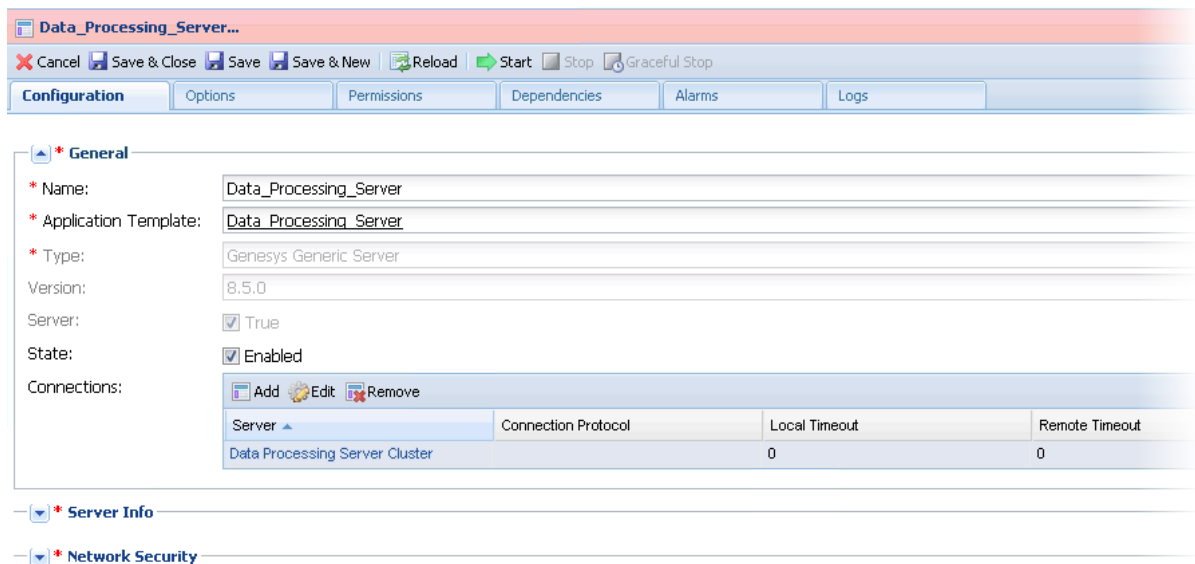 Data_Processing_Server...
Cancel Save & Close Save Save & New Reload Start Stop Graceful Stop
Configuration Options Permissions Dependencies Alarms Logs
* General
* Name: Data_Processing_Server
* Application Template: Data_Processing_Server
* Type: Genesys Generic Server
Version: 8.5.0
Server: True
State: Enabled
Connections: Add Edit Remove
Server Connection Protocol Local Timeout Remote Timeout
Data Processing Server Cluster 0 0
* Server Info
* Network Security